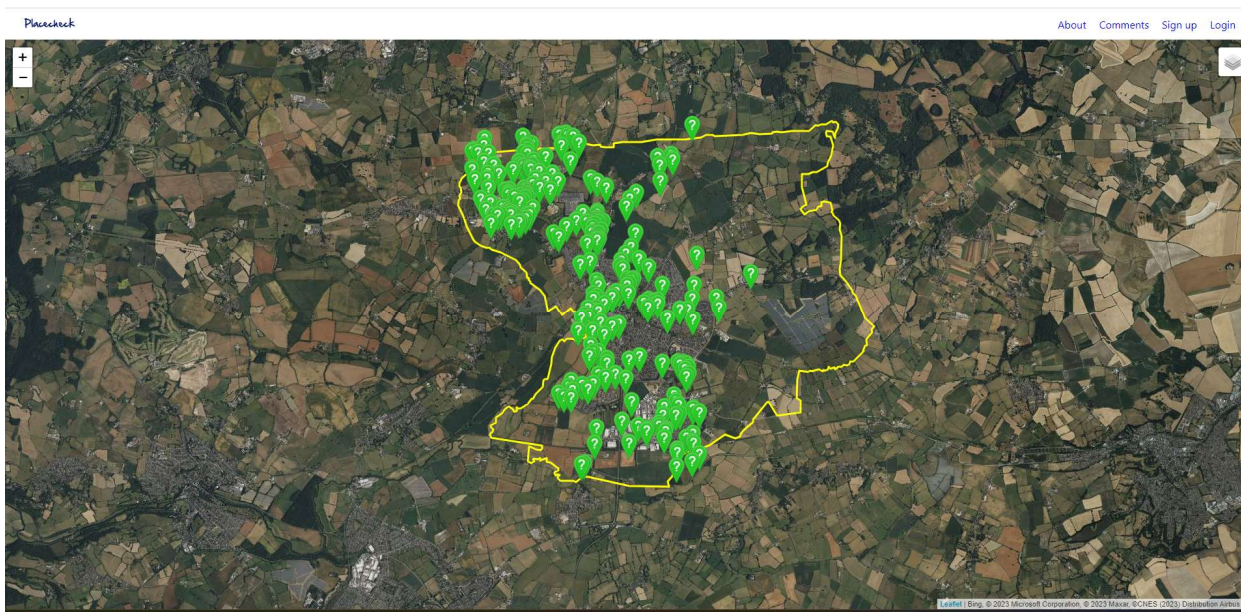 Placecheck
About Comments Sign up Login
+
−
Leaflet | Bing, © 2023 Microsoft Corporation, © 2023 Maxar, ©CNES (2023) Distribution Airbus